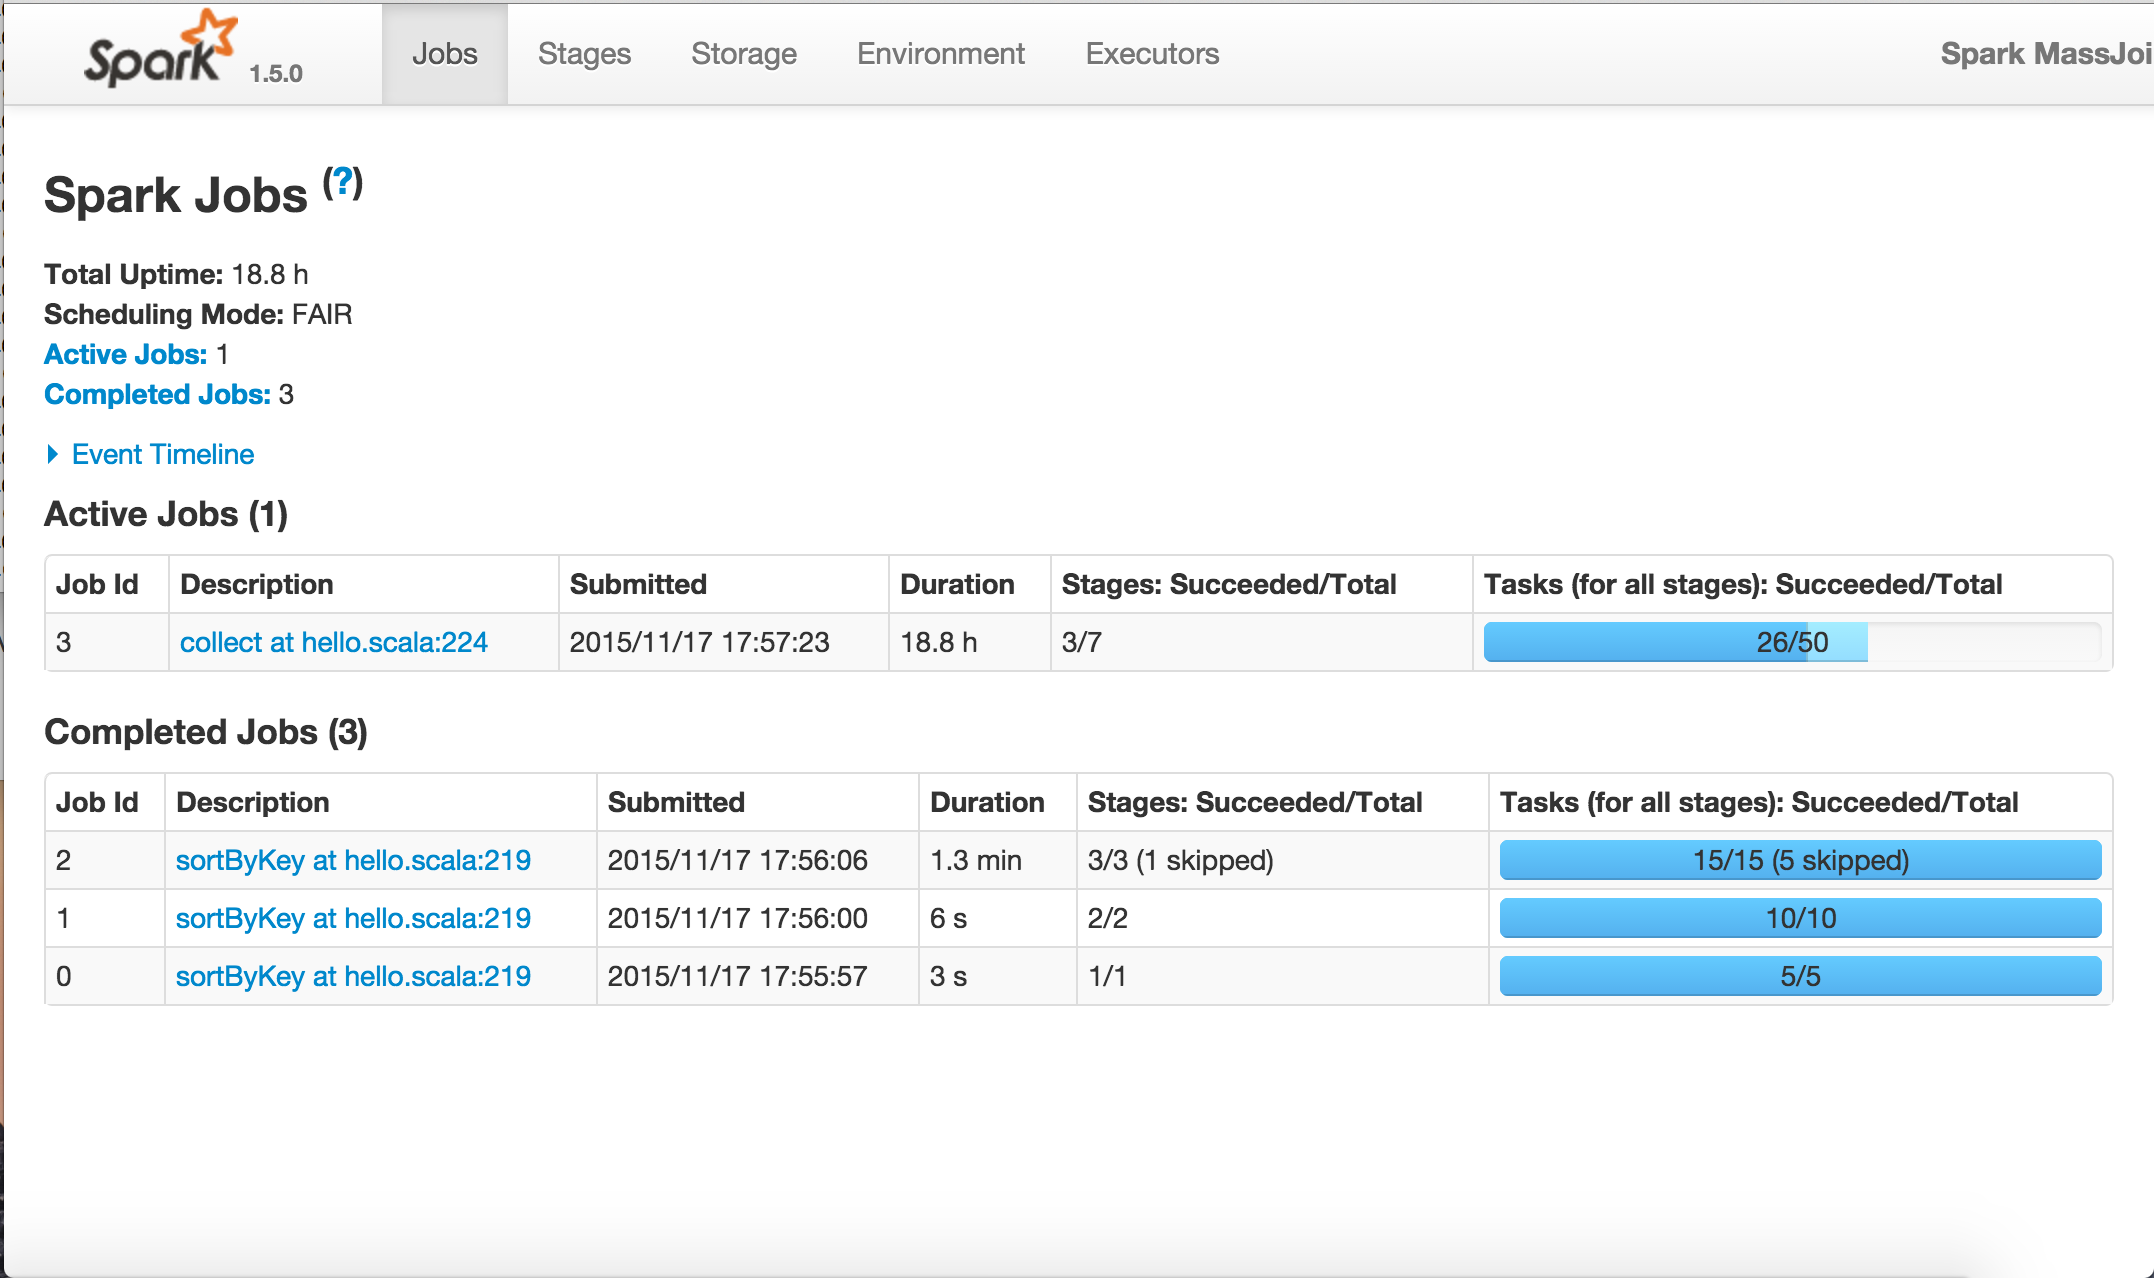 Spark 1.5.0 Jobs Stages Storage Environment Executors Spark MassJoi
Spark Jobs (?)
Total Uptime: 18.8 h
Scheduling Mode: FAIR
Active Jobs: 1
Completed Jobs: 3
Event Timeline
Active Jobs (1)
Job Id Description Submitted Duration Stages: Succeeded/Total Tasks (for all stages): Succeeded/Total
3 collect at hello.scala:224 2015/11/17 17:57:23 18.8 h 3/7 26/50
Completed Jobs (3)
Job Id Description Submitted Duration Stages: Succeeded/Total Tasks (for all stages): Succeeded/Total
2 sortByKey at hello.scala:219 2015/11/17 17:56:06 1.3 min 3/3 (1 skipped) 15/15 (5 skipped)
1 sortByKey at hello.scala:219 2015/11/17 17:56:00 6 s 2/2 10/10
0 sortByKey at hello.scala:219 2015/11/17 17:55:57 3 s 1/1 5/5